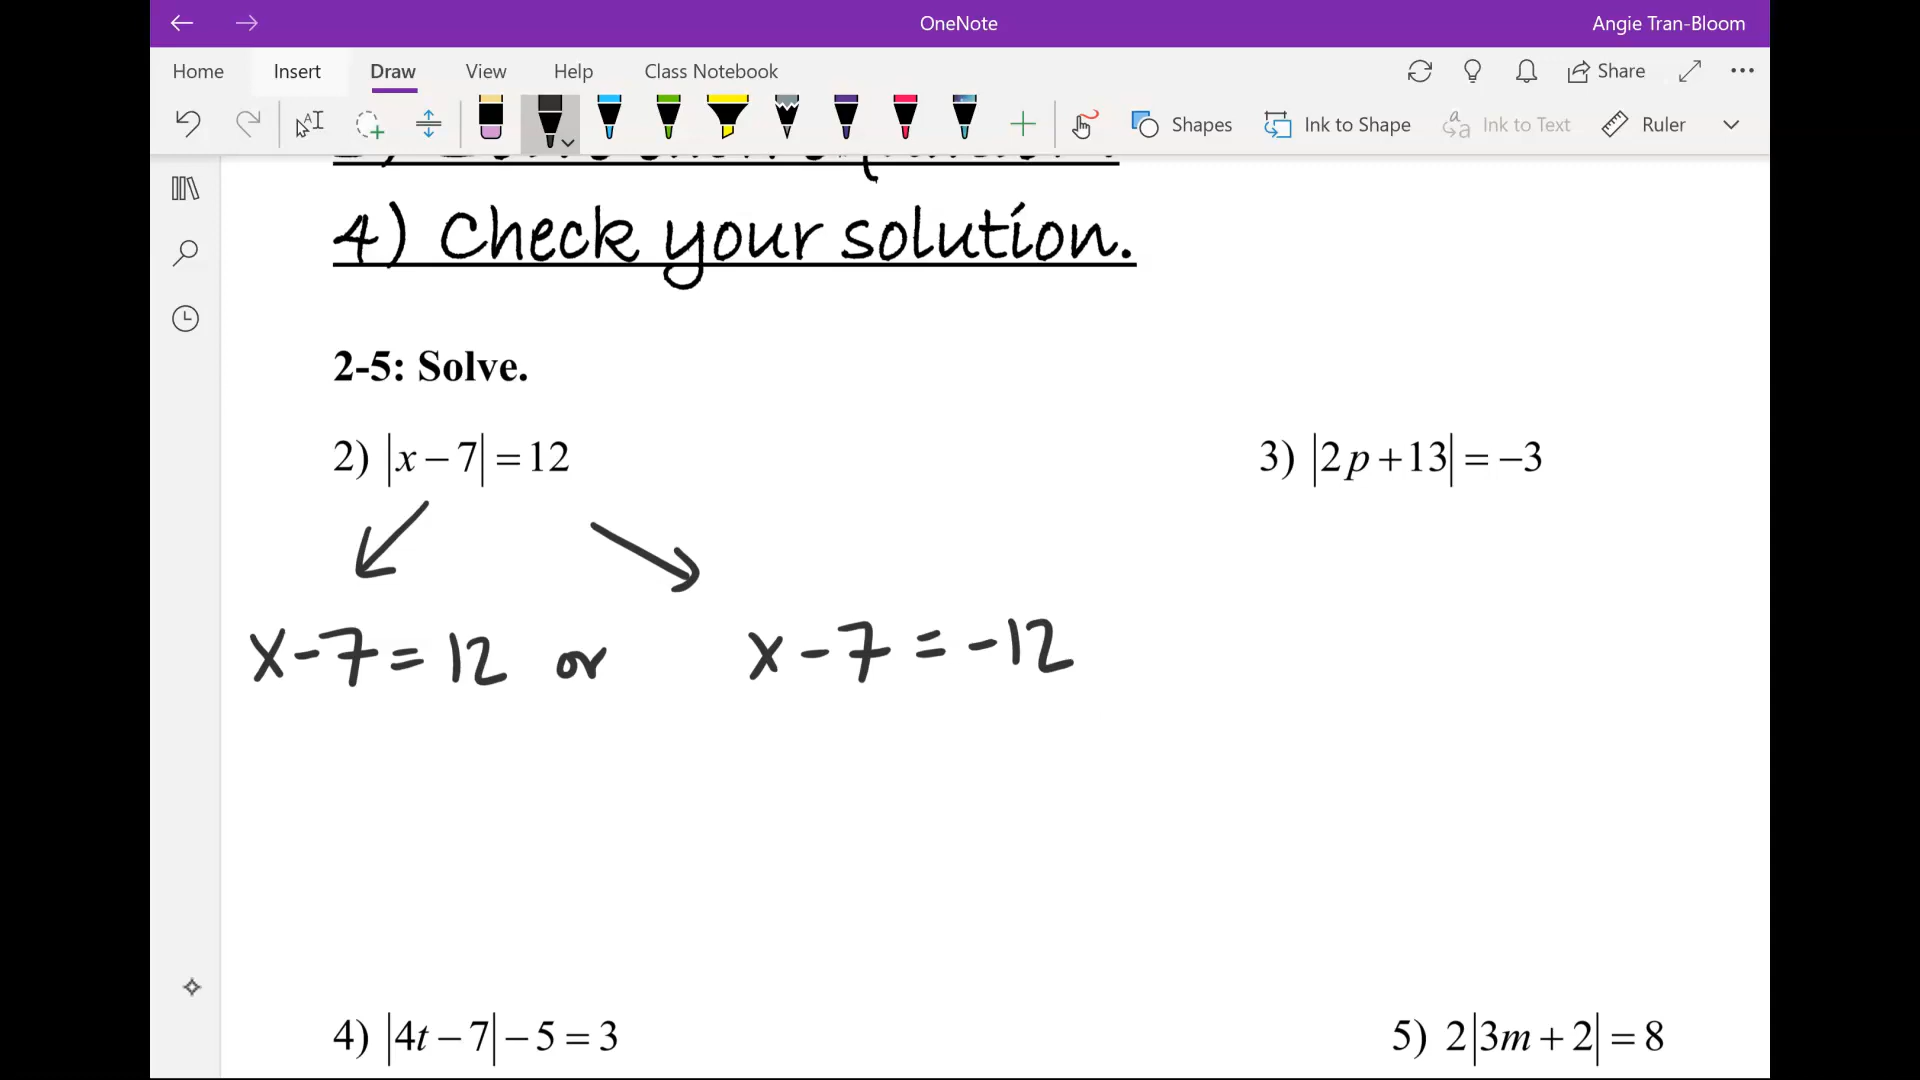 OneNote
Angie Tran-Bloom
Home Insert Draw View Help Class Notebook Share
Shapes Ink to Shape Ink to Text Ruler
4) Check your solution.
2-5: Solve.
2) |x − 7| = 12
3) |2p + 13| = −3
x - 7 = 12 or x - 7 = -12
4) |4t − 7| − 5 = 3
5) 2|3m + 2| = 8